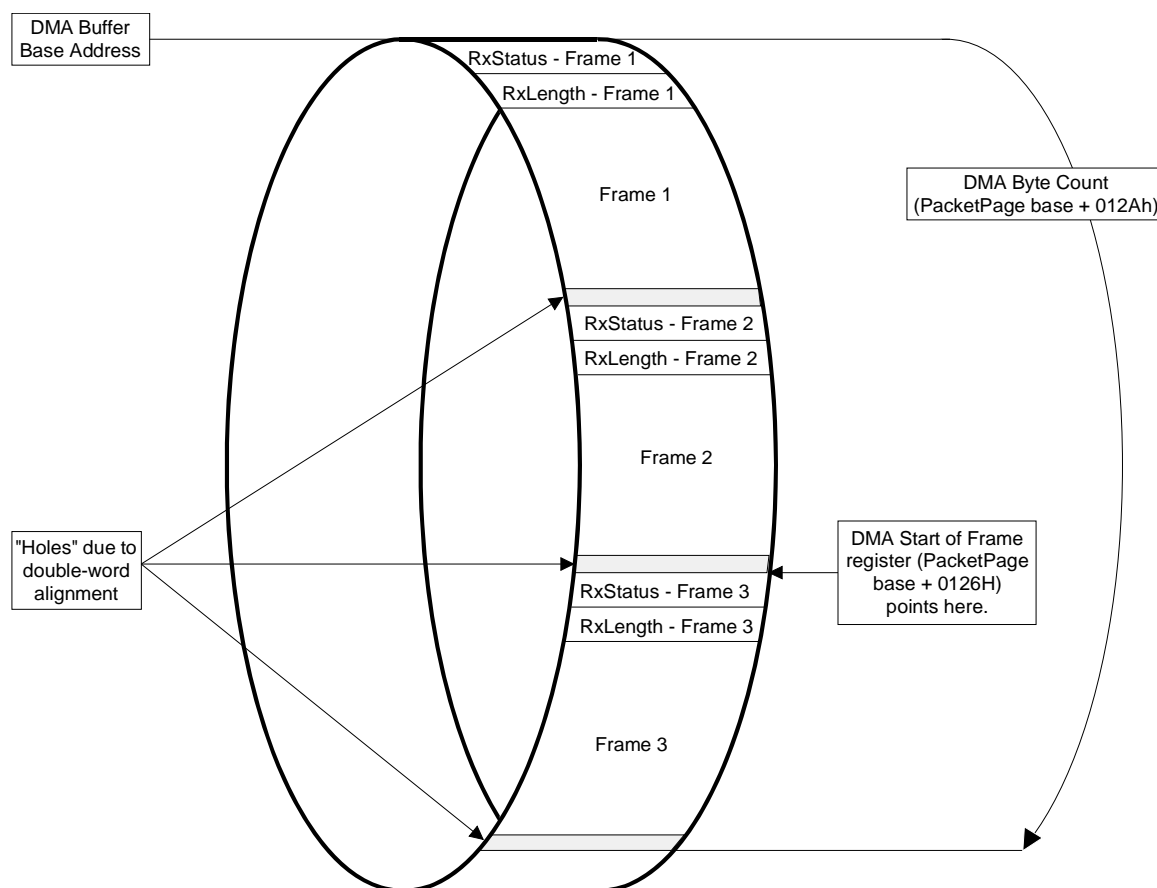 DMA Buffer
Base Address
RxStatus - Frame 1
RxLength - Frame 1
Frame 1
DMA Byte Count
(PacketPage base + 012Ah)
RxStatus - Frame 2
RxLength - Frame 2
Frame 2
"Holes" due to
double-word
alignment
DMA Start of Frame
register (PacketPage
base + 0126H)
points here.
RxStatus - Frame 3
RxLength - Frame 3
Frame 3